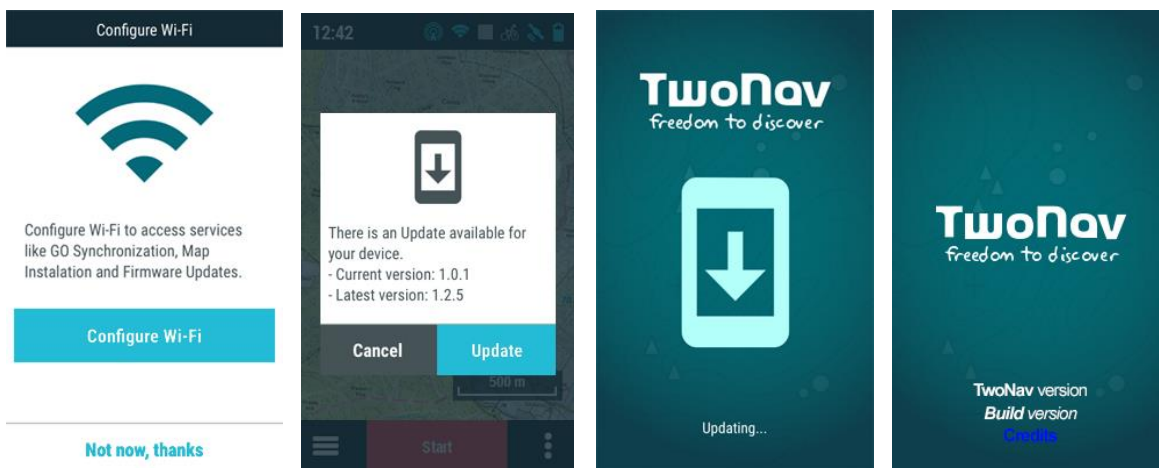 Configure Wi-Fi
Configure Wi-Fi to access services
like GO Synchronization, Map
Instalation and Firmware Updates.
Configure Wi-Fi
Not now, thanks
12:42
There is an Update available for
your device.
- Current version: 1.0.1
- Latest version: 1.2.5
Cancel
Update
500 m
Start
TwoNav
freedom to discover
Updating...
TwoNav
freedom to discover
TwoNav version
Build version
Credits